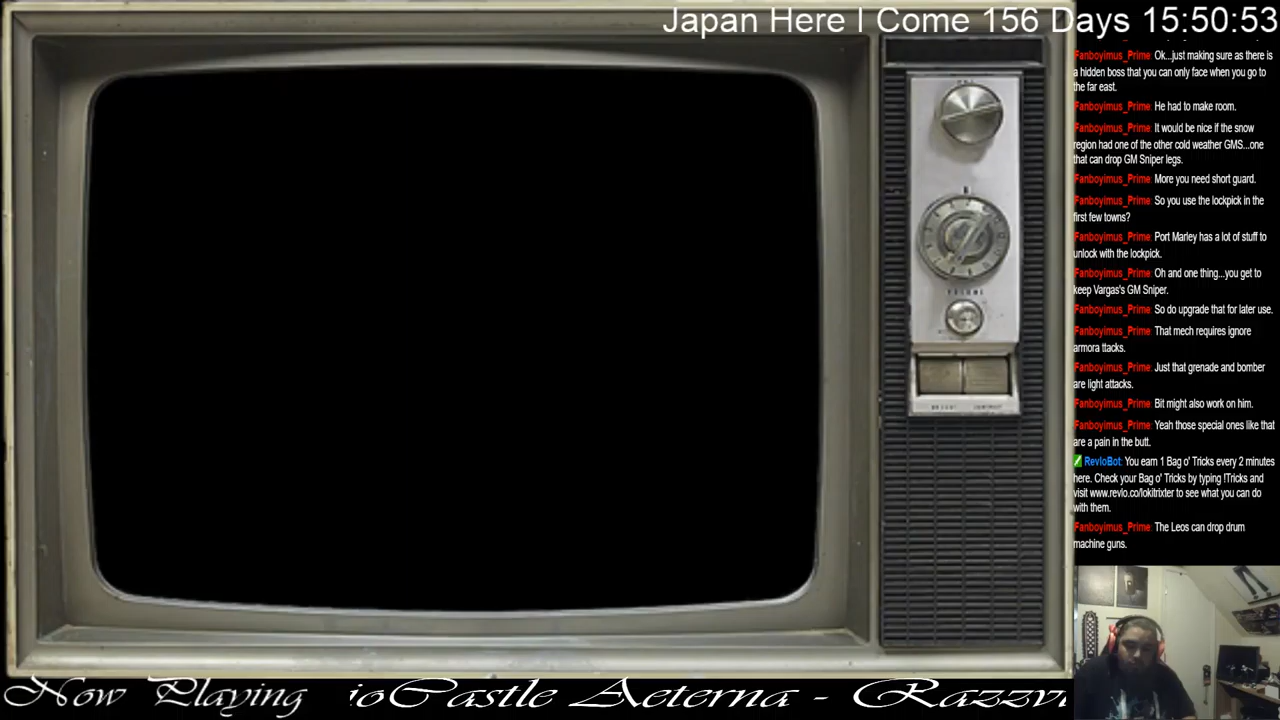 Japan Here I Come 156 Days 15:50:53
Fanboyimus_Prime: Ok...just making sure as there is
a hidden boss that you can only face when you go to
the far east.
Fanboyimus_Prime: He had to make room.
Fanboyimus_Prime: It would be nice if the snow
region had one of the other cold weather GMS...one
that can drop GM Sniper legs.
Fanboyimus_Prime: More you need short guard.
Fanboyimus_Prime: So you use the lockpick in the
first few towns?
Fanboyimus_Prime: Port Marley has a lot of stuff to
unlock with the lockpick.
Fanboyimus_Prime: Oh and one thing...you get to
keep Vargas's GM Sniper.
Fanboyimus_Prime: So do upgrade that for later use.
Fanboyimus_Prime: That mech requires ignore
armora ttacks.
Fanboyimus_Prime: Just that grenade and bomber
are light attacks.
Fanboyimus_Prime: Bit might also work on him.
Fanboyimus_Prime: Yeah those special ones like that
are a pain in the butt.
RevloBot: You earn 1 Bag o' Tricks every 2 minutes
here. Check your Bag o' Tricks by typing !Tricks and
visit www.revlo.co/lokitrixter to see what you can do
with them.
Fanboyimus_Prime: The Leos can drop drum
machine guns.
VOLUME
Now Playing ioCastle Aeterna - Razzvi